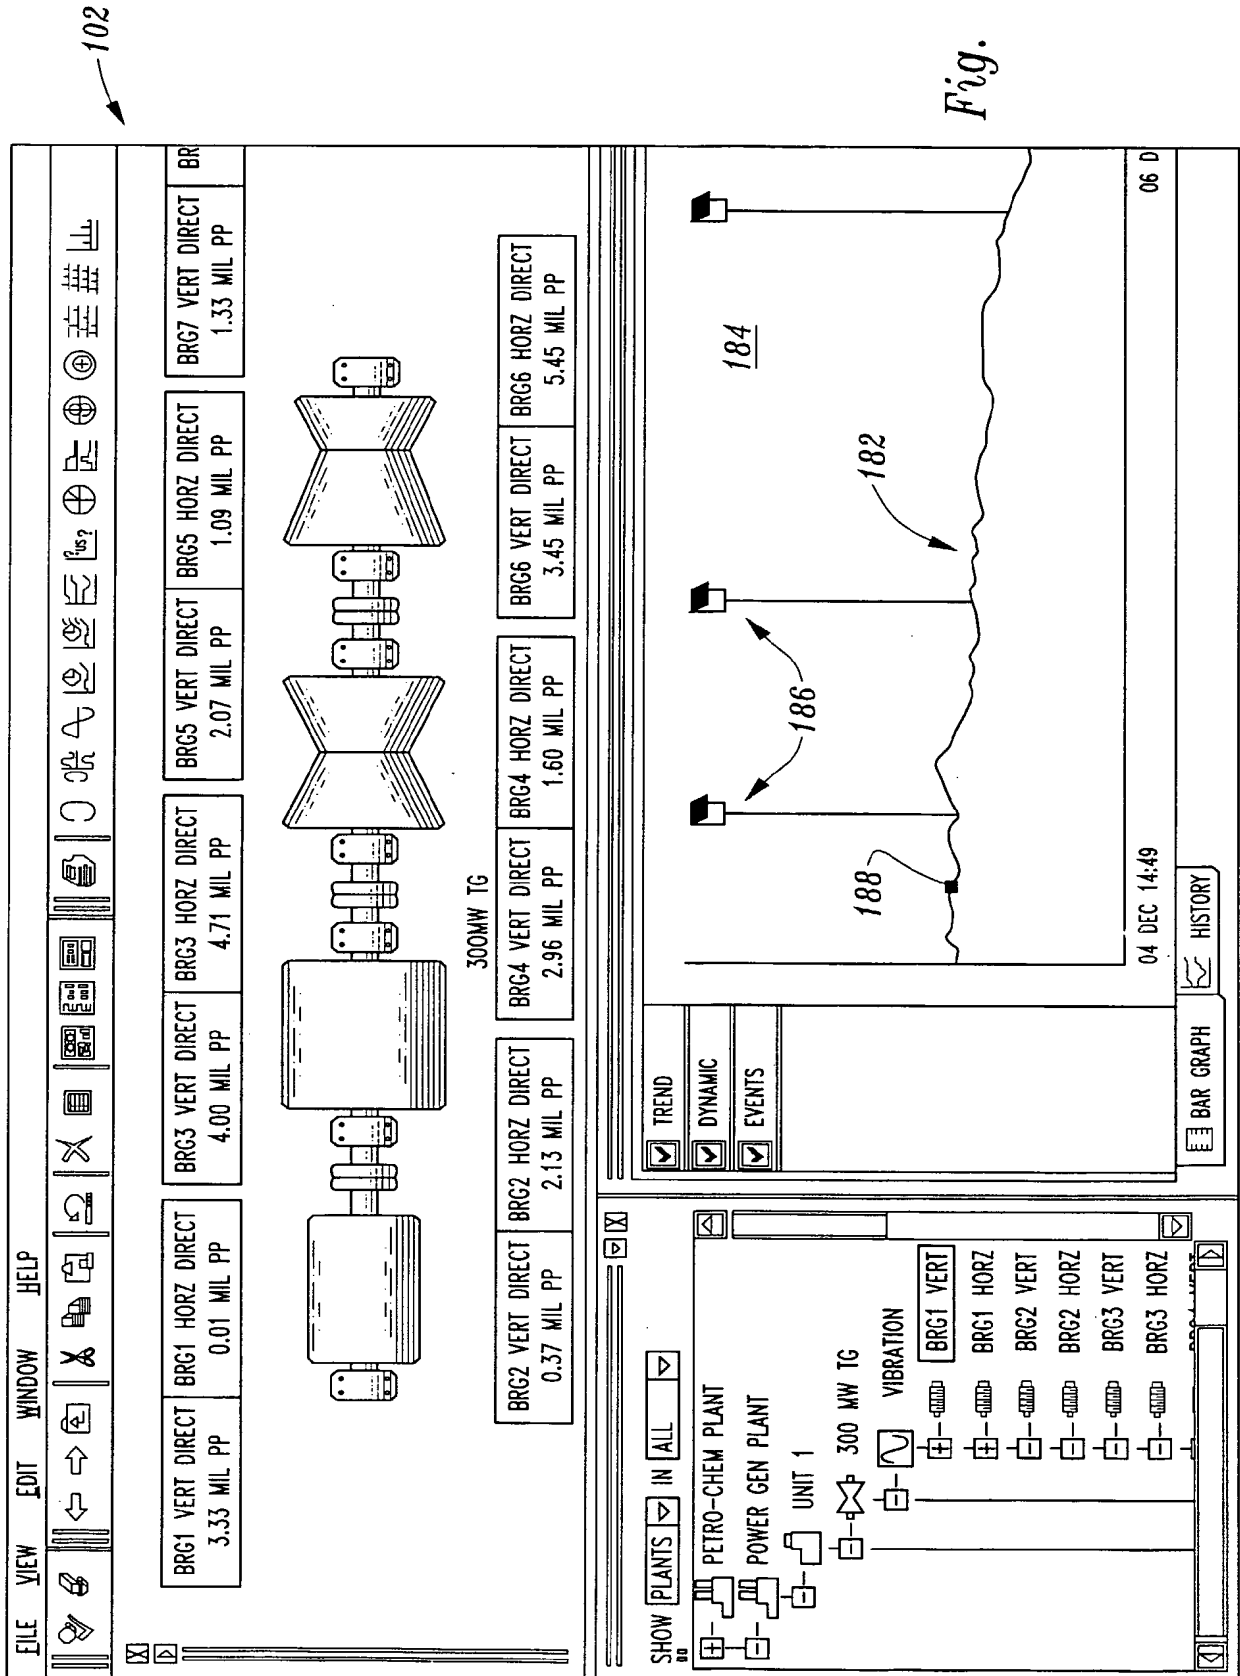 102
FILE VIEW EDIT WINDOW HELP
BRG1 VERT DIRECT
3.33 MIL PP
BRG1 HORZ DIRECT
0.01 MIL PP
BRG3 VERT DIRECT
4.00 MIL PP
BRG3 HORZ DIRECT
4.71 MIL PP
BRG5 VERT DIRECT
2.07 MIL PP
BRG5 HORZ DIRECT
1.09 MIL PP
BRG7 VERT DIRECT
1.33 MIL PP
BR
300MW TG
BRG2 VERT DIRECT
0.37 MIL PP
BRG2 HORZ DIRECT
2.13 MIL PP
BRG4 VERT DIRECT
2.96 MIL PP
BRG4 HORZ DIRECT
1.60 MIL PP
BRG6 VERT DIRECT
3.45 MIL PP
BRG6 HORZ DIRECT
5.45 MIL PP
SHOW PLANTS IN ALL
PETRO-CHEM PLANT
POWER GEN PLANT
UNIT 1
300 MW TG
VIBRATION
BRG1 VERT
BRG1 HORZ
BRG2 VERT
BRG2 HORZ
BRG3 VERT
BRG3 HORZ
TREND
DYNAMIC
EVENTS
186
184
182
188
04 DEC 14:49
06 D
BAR GRAPH
HISTORY
Fig.